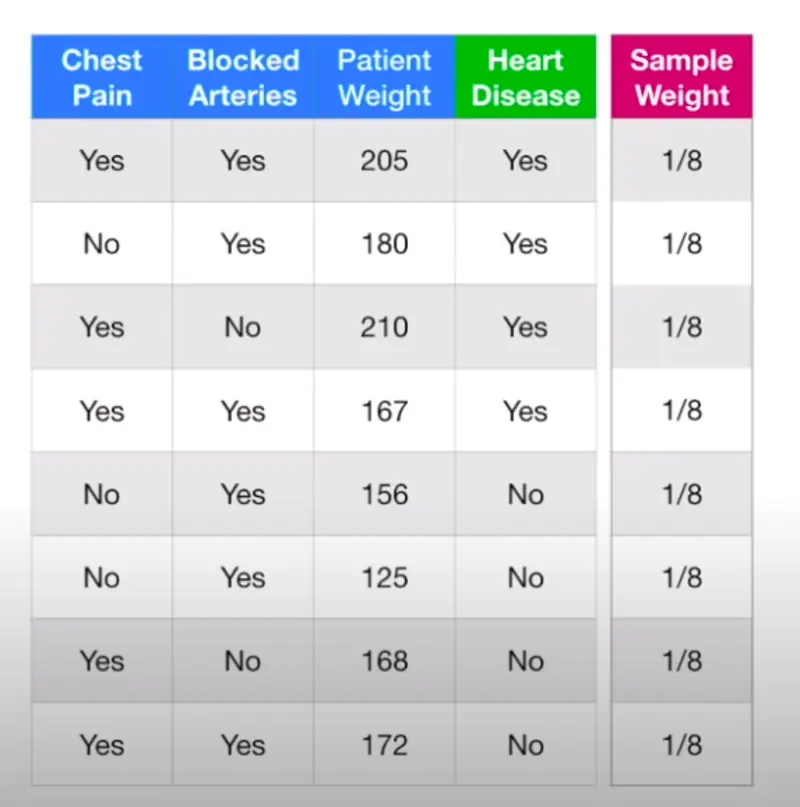 Chest Pain Blocked Arteries Patient Weight Heart Disease Sample Weight
Yes Yes 205 Yes 1/8
No Yes 180 Yes 1/8
Yes No 210 Yes 1/8
Yes Yes 167 Yes 1/8
No Yes 156 No 1/8
No Yes 125 No 1/8
Yes No 168 No 1/8
Yes Yes 172 No 1/8